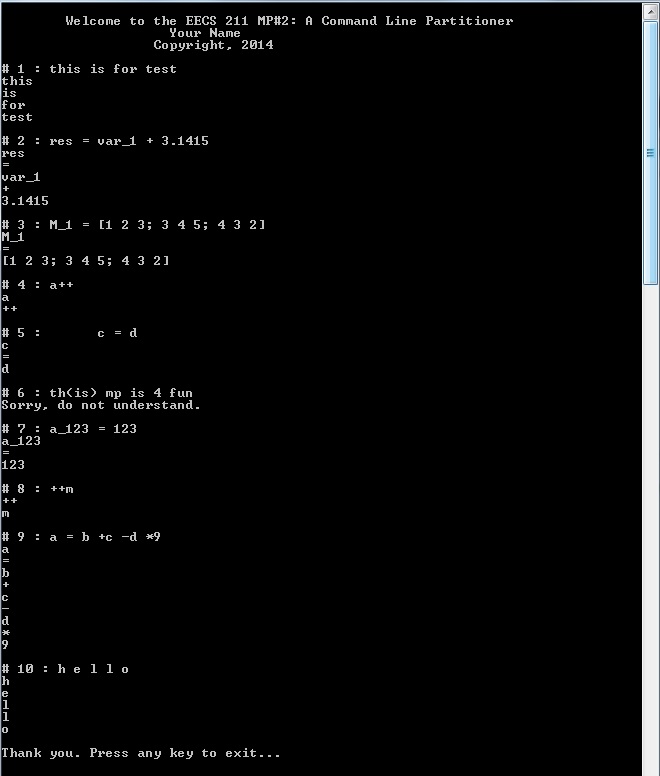 Welcome to the EECS 211 MP#2: A Command Line Partitioner
Your Name
Copyright, 2014
# 1 : this is for test
this
is
for
test
# 2 : res = var_1 + 3.1415
res
=
var_1
+
3.1415
# 3 : M_1 = [1 2 3; 3 4 5; 4 3 2]
M_1
=
[1 2 3; 3 4 5; 4 3 2]
# 4 : a++
a
++
# 5 :       c = d
c
=
d
# 6 : th(is) mp is 4 fun
Sorry, do not understand.
# 7 : a_123 = 123
a_123
=
123
# 8 : ++m
++
m
# 9 : a = b +c -d *9
a
=
b
+
c
-
d
*
9
# 10 : h e l l o
h
e
l
l
o
Thank you. Press any key to exit...